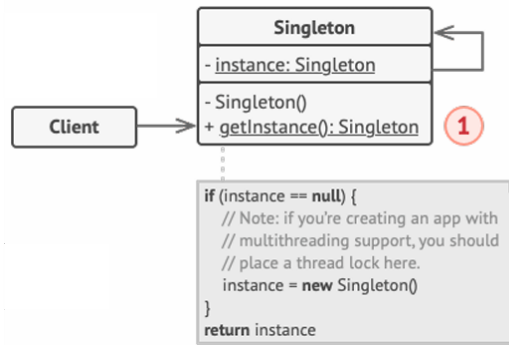 Singleton
- instance: Singleton
- Singleton()
+ getInstance(): Singleton
Client
1
if (instance == null) {
// Note: if you're creating an app with
// multithreading support, you should
// place a thread lock here.
instance = new Singleton()
}
return instance